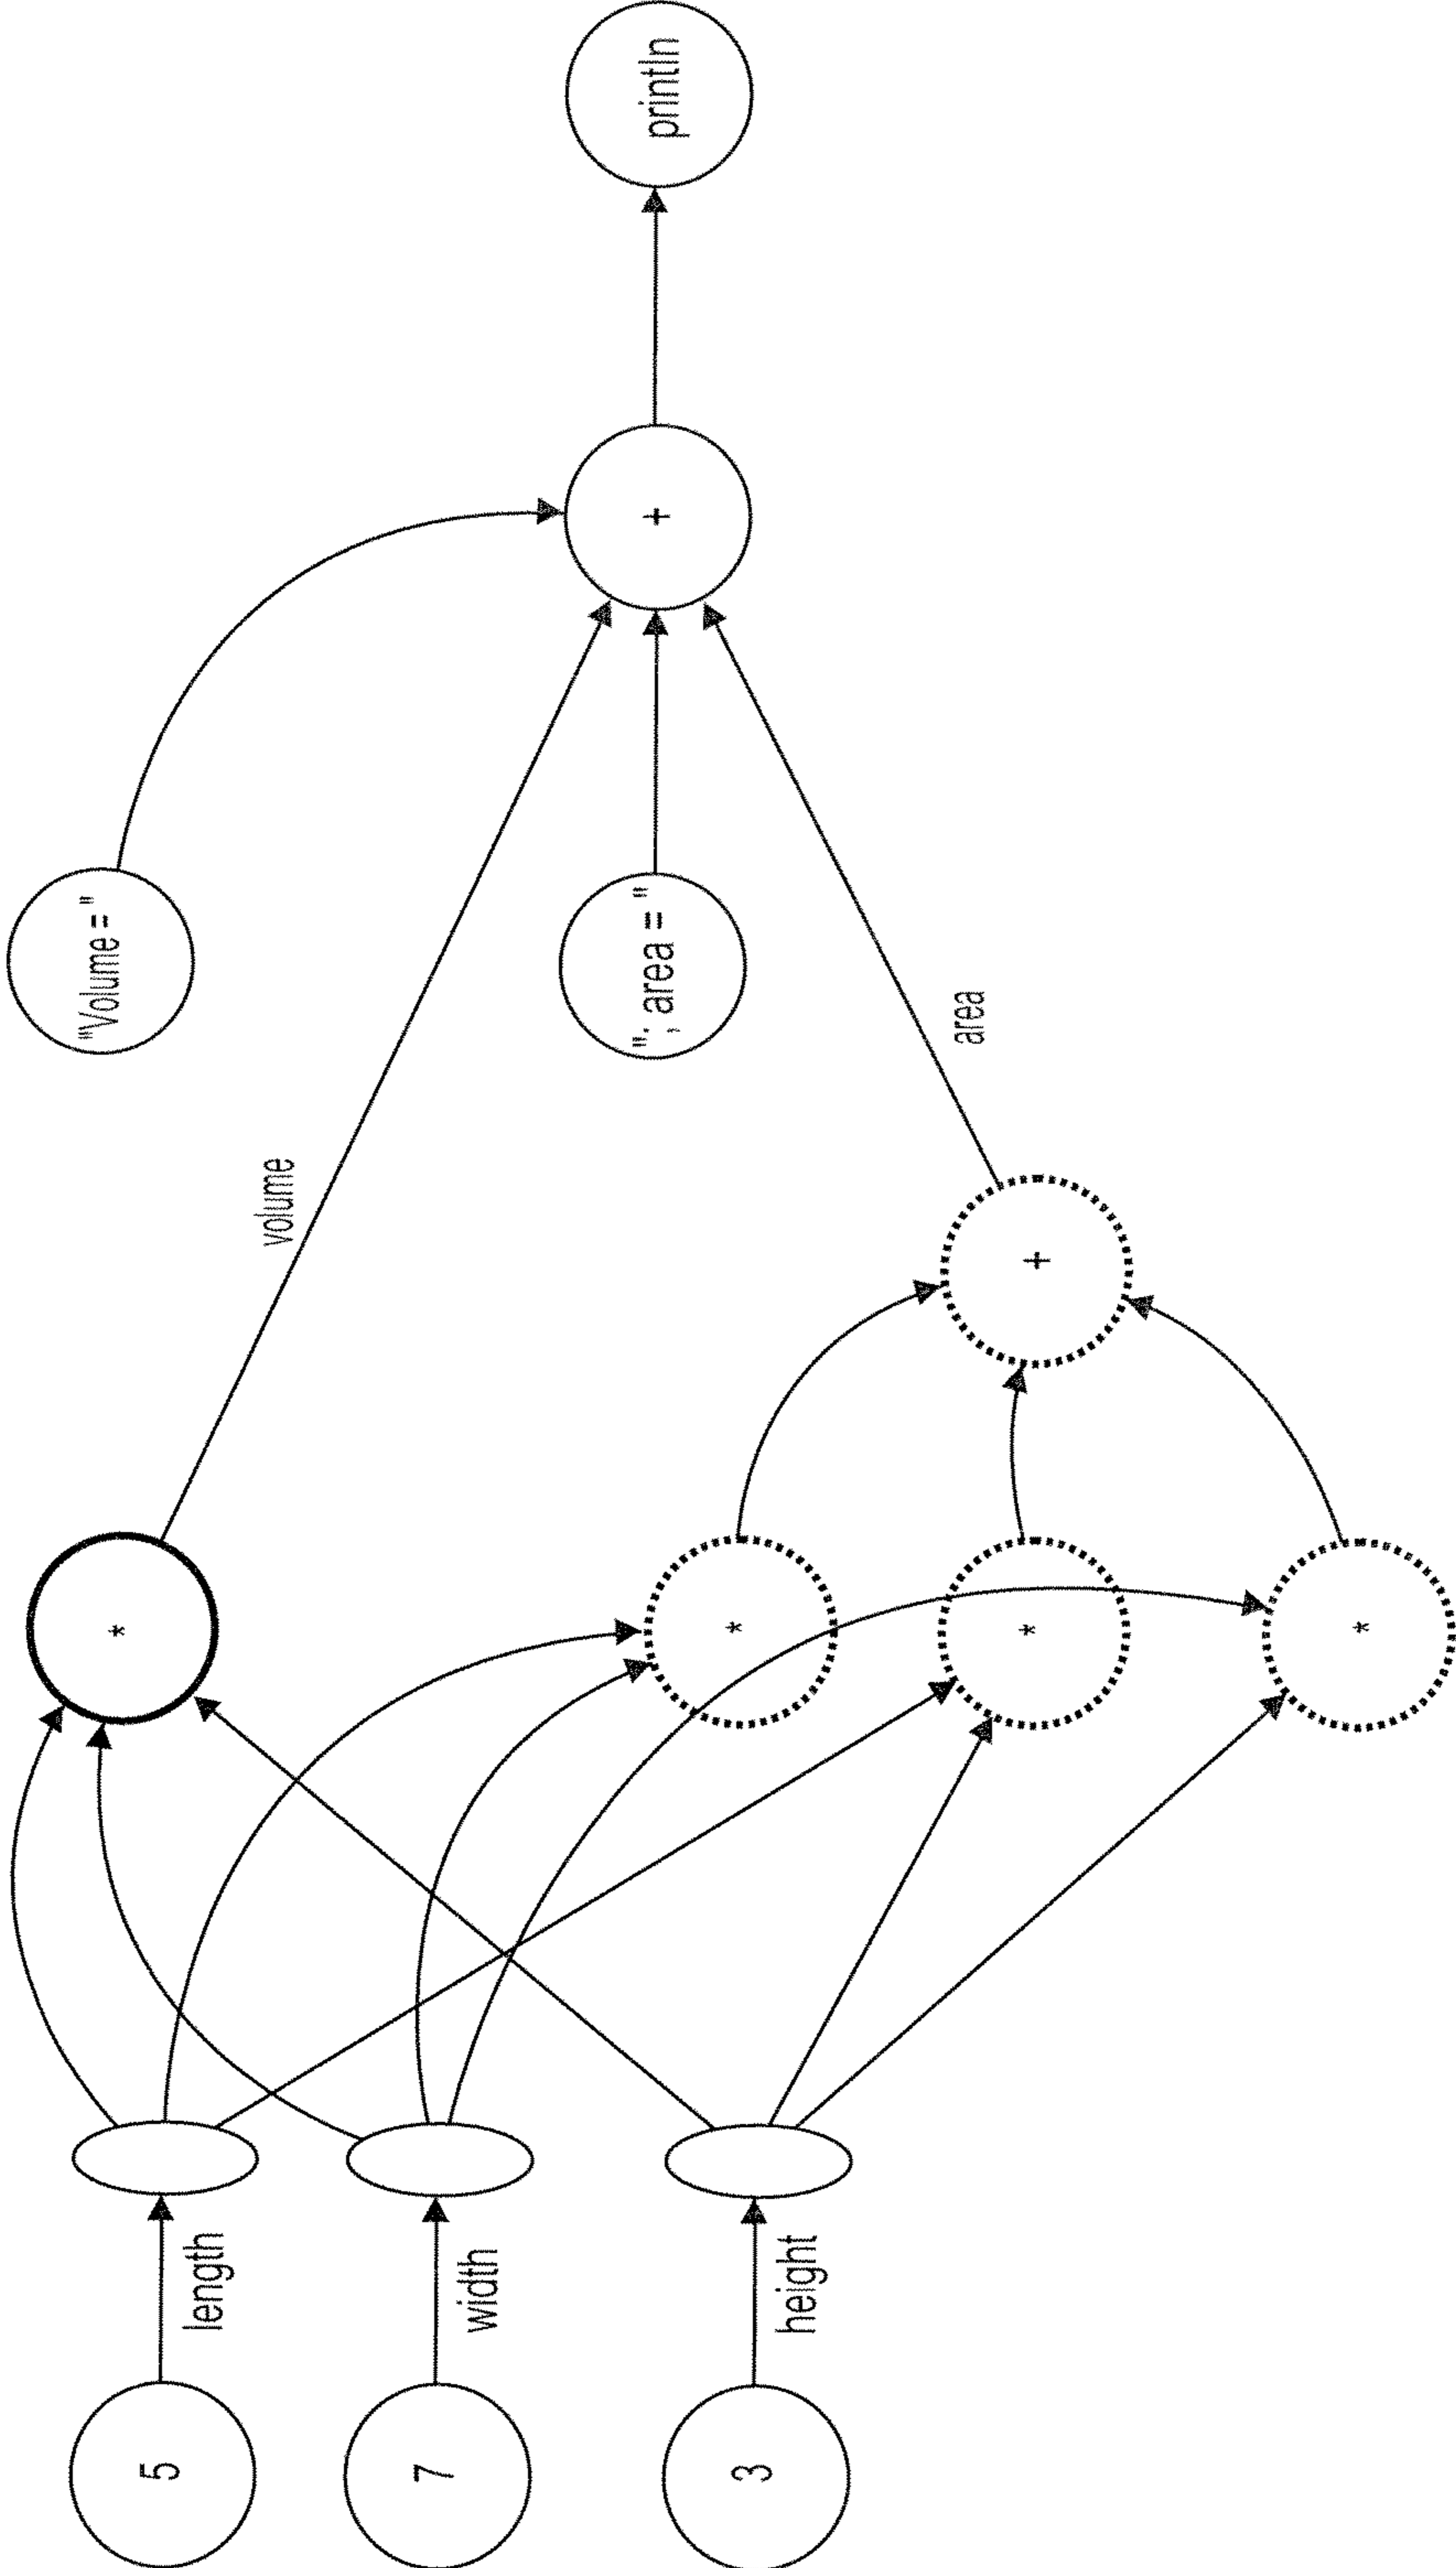 5
length
7
width
3
height
*
*
*
*
volume
+
area
"Volume = "
"; area = "
+
println